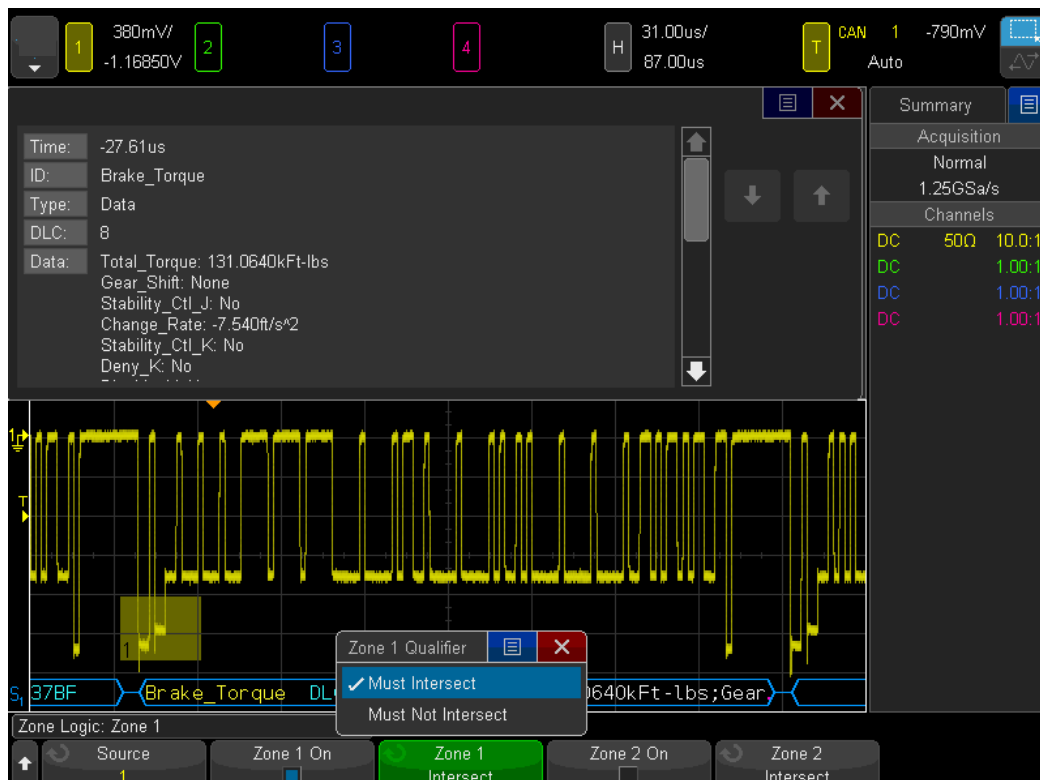 1 380mV/ 2 3 4 H 31.00us/ T CAN 1 -790mV
-1.16850V 87.00us Auto
Summary
Acquisition
Normal
1.25GSa/s
Channels
DC 50Ω 10.0:1
DC 1.00:1
DC 1.00:1
DC 1.00:1
Time: -27.61us
ID: Brake_Torque
Type: Data
DLC: 8
Data: Total_Torque: 131.0640kFt-lbs
Gear_Shift: None
Stability_Ctl_J: No
Change_Rate: -7.540ft/s^2
Stability_Ctl_K: No
Deny_K: No
1
T
1
Zone 1 Qualifier
Must Intersect
Must Not Intersect
S1 37BF Brake_Torque DL 0640kFt-lbs;Gear
Zone Logic: Zone 1
Source Zone 1 On Zone 1 Zone 2 On Zone 2
1 Intersect Intersect